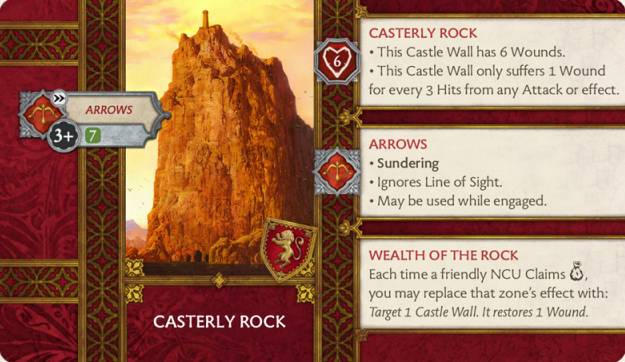 ARROWS
3+ 7
CASTERLY ROCK
6
CASTERLY ROCK
• This Castle Wall has 6 Wounds.
• This Castle Wall only suffers 1 Wound
for every 3 Hits from any Attack or effect.
ARROWS
• Sundering
• Ignores Line of Sight.
• May be used while engaged.
WEALTH OF THE ROCK
Each time a friendly NCU Claims ,
you may replace that zone's effect with:
Target 1 Castle Wall. It restores 1 Wound.